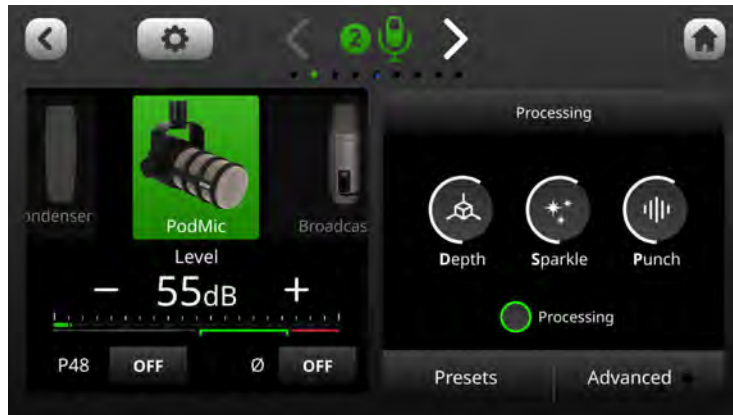 2
Processing
ondenser
PodMic
Broadcas
Level
− 55dB +
Depth
Sparkle
Punch
Processing
P48 OFF Ø OFF
Presets
Advanced